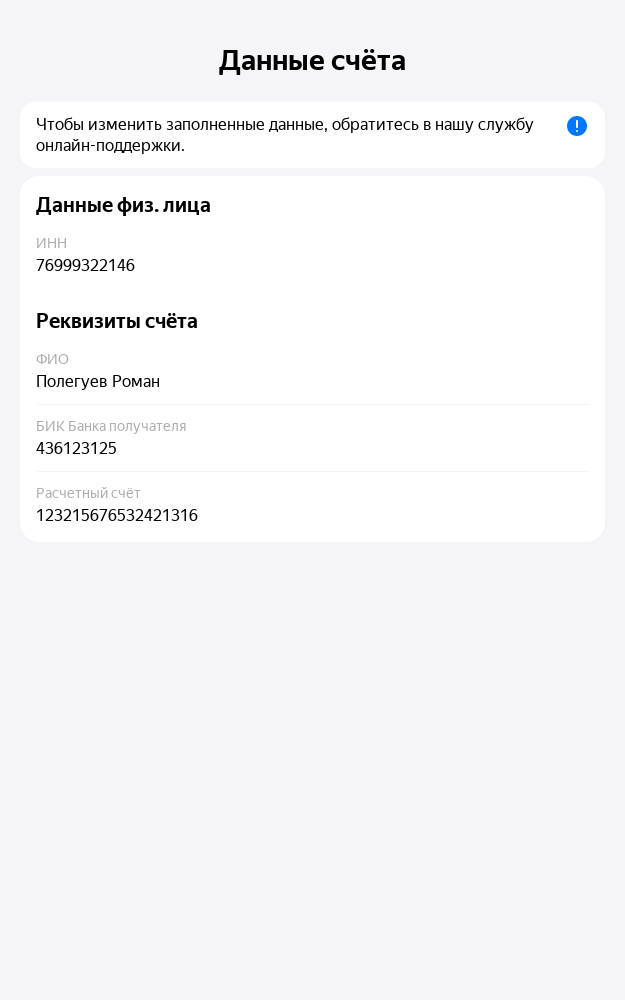 Данные счёта
Чтобы изменить заполненные данные, обратитесь в нашу службу
онлайн-поддержки.
Данные физ. лица
ИНН
76999322146
Реквизиты счёта
ФИО
Полегуев Роман
БИК Банка получателя
436123125
Расчетный счёт
123215676532421316